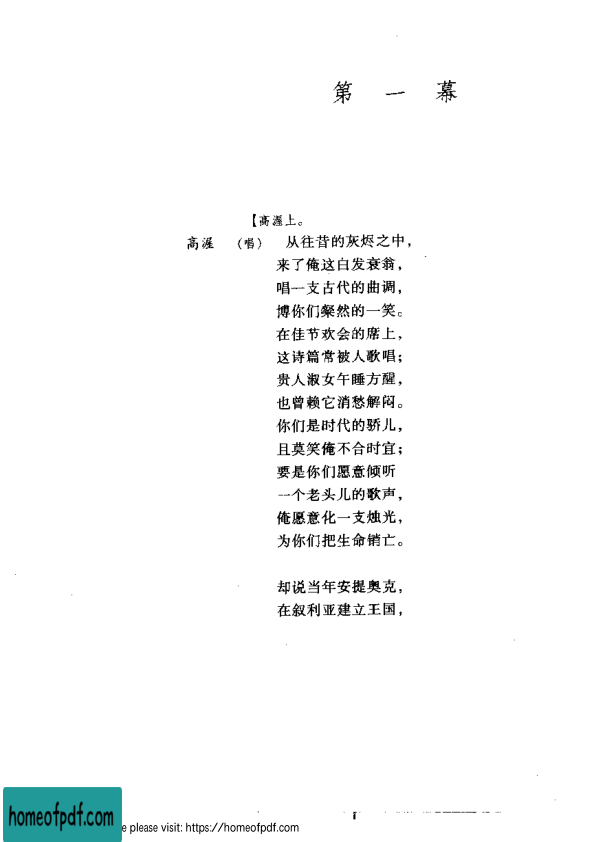 第一幕
【高渥上。
高渥 （唱） 从往昔的灰烬之中，
来了俺这白发衰翁，
唱一支古代的曲调，
博你们粲然的一笑。
在佳节欢会的席上，
这诗篇常被人歌唱；
贵人淑女午睡方醒，
也曾赖它消愁解闷。
你们是时代的骄儿，
且莫笑俺不合时宜；
要是你们愿意倾听
一个老头儿的歌声，
俺愿意化一支烛光，
为你们把生命销亡。
却说当年安提奥克，
在叙利亚建立王国，
1
homeofpdf.com
e please visit: https://homeofpdf.com